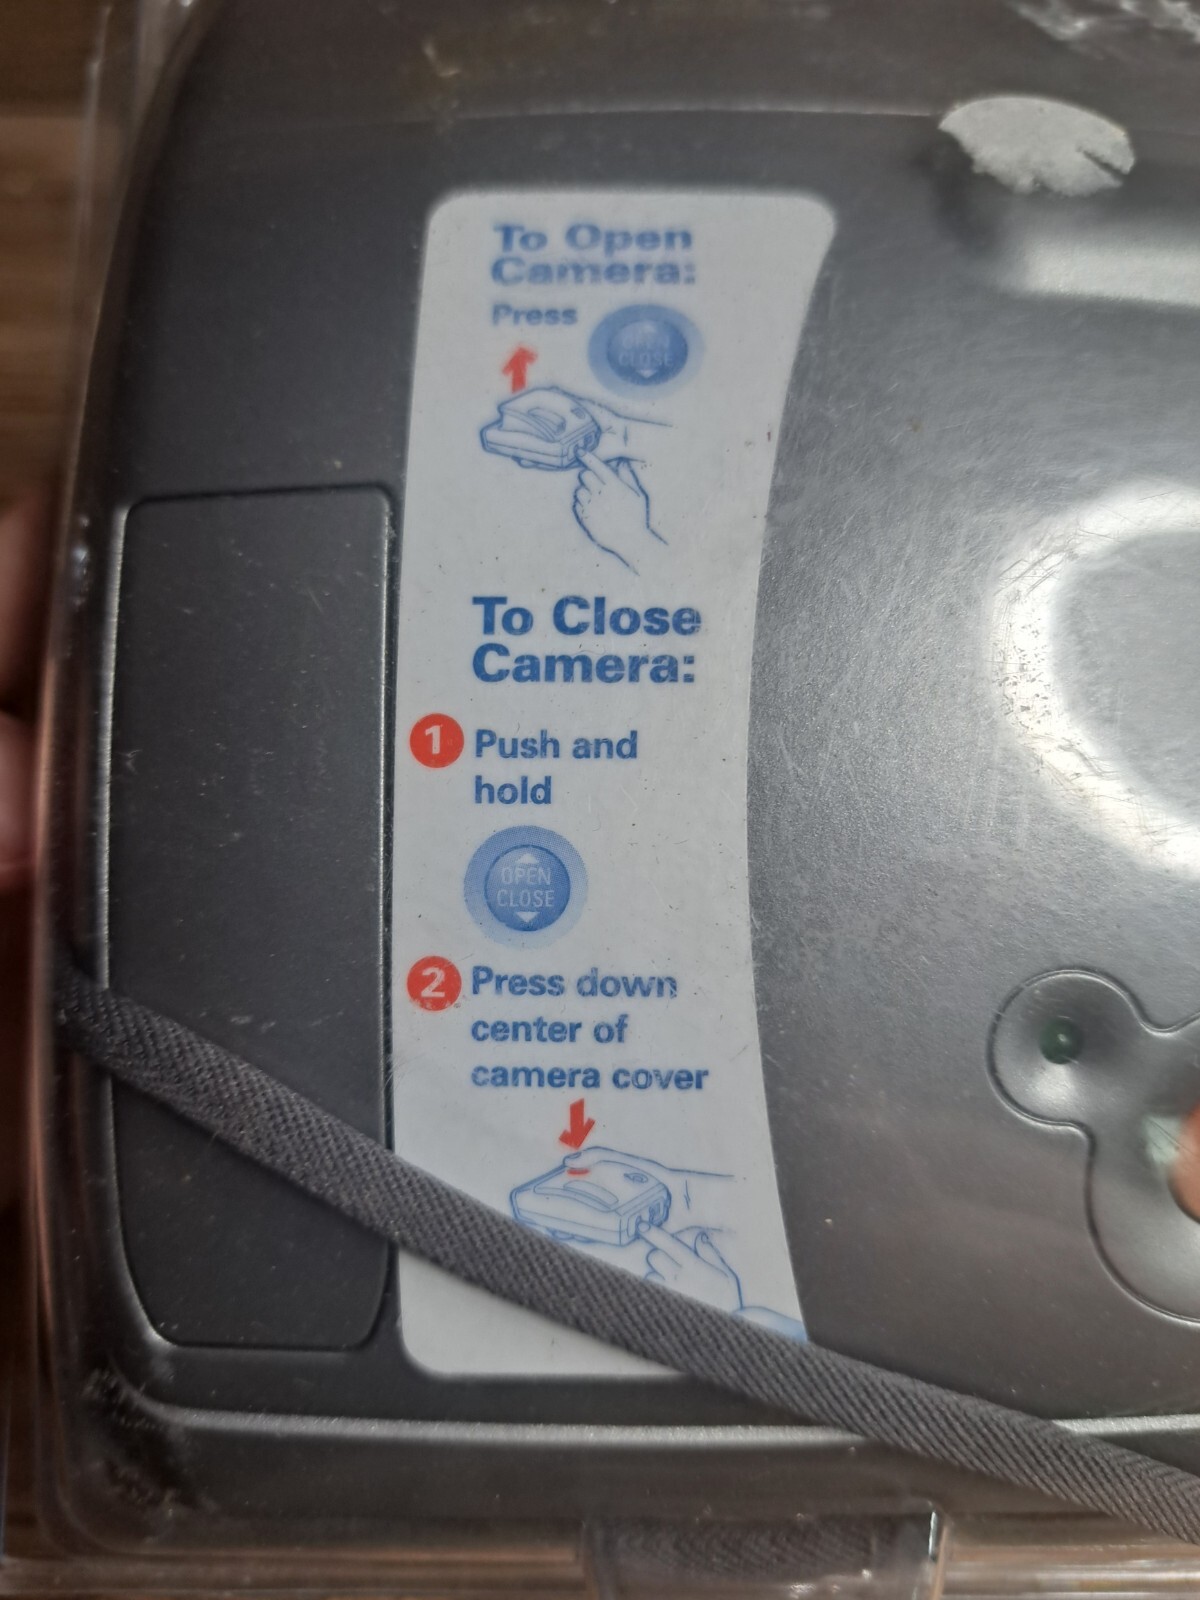 To Open
Camera:
Press
OPEN
CLOSE
To Close
Camera:
1 Push and
hold
OPEN
CLOSE
2 Press down
center of
camera cover